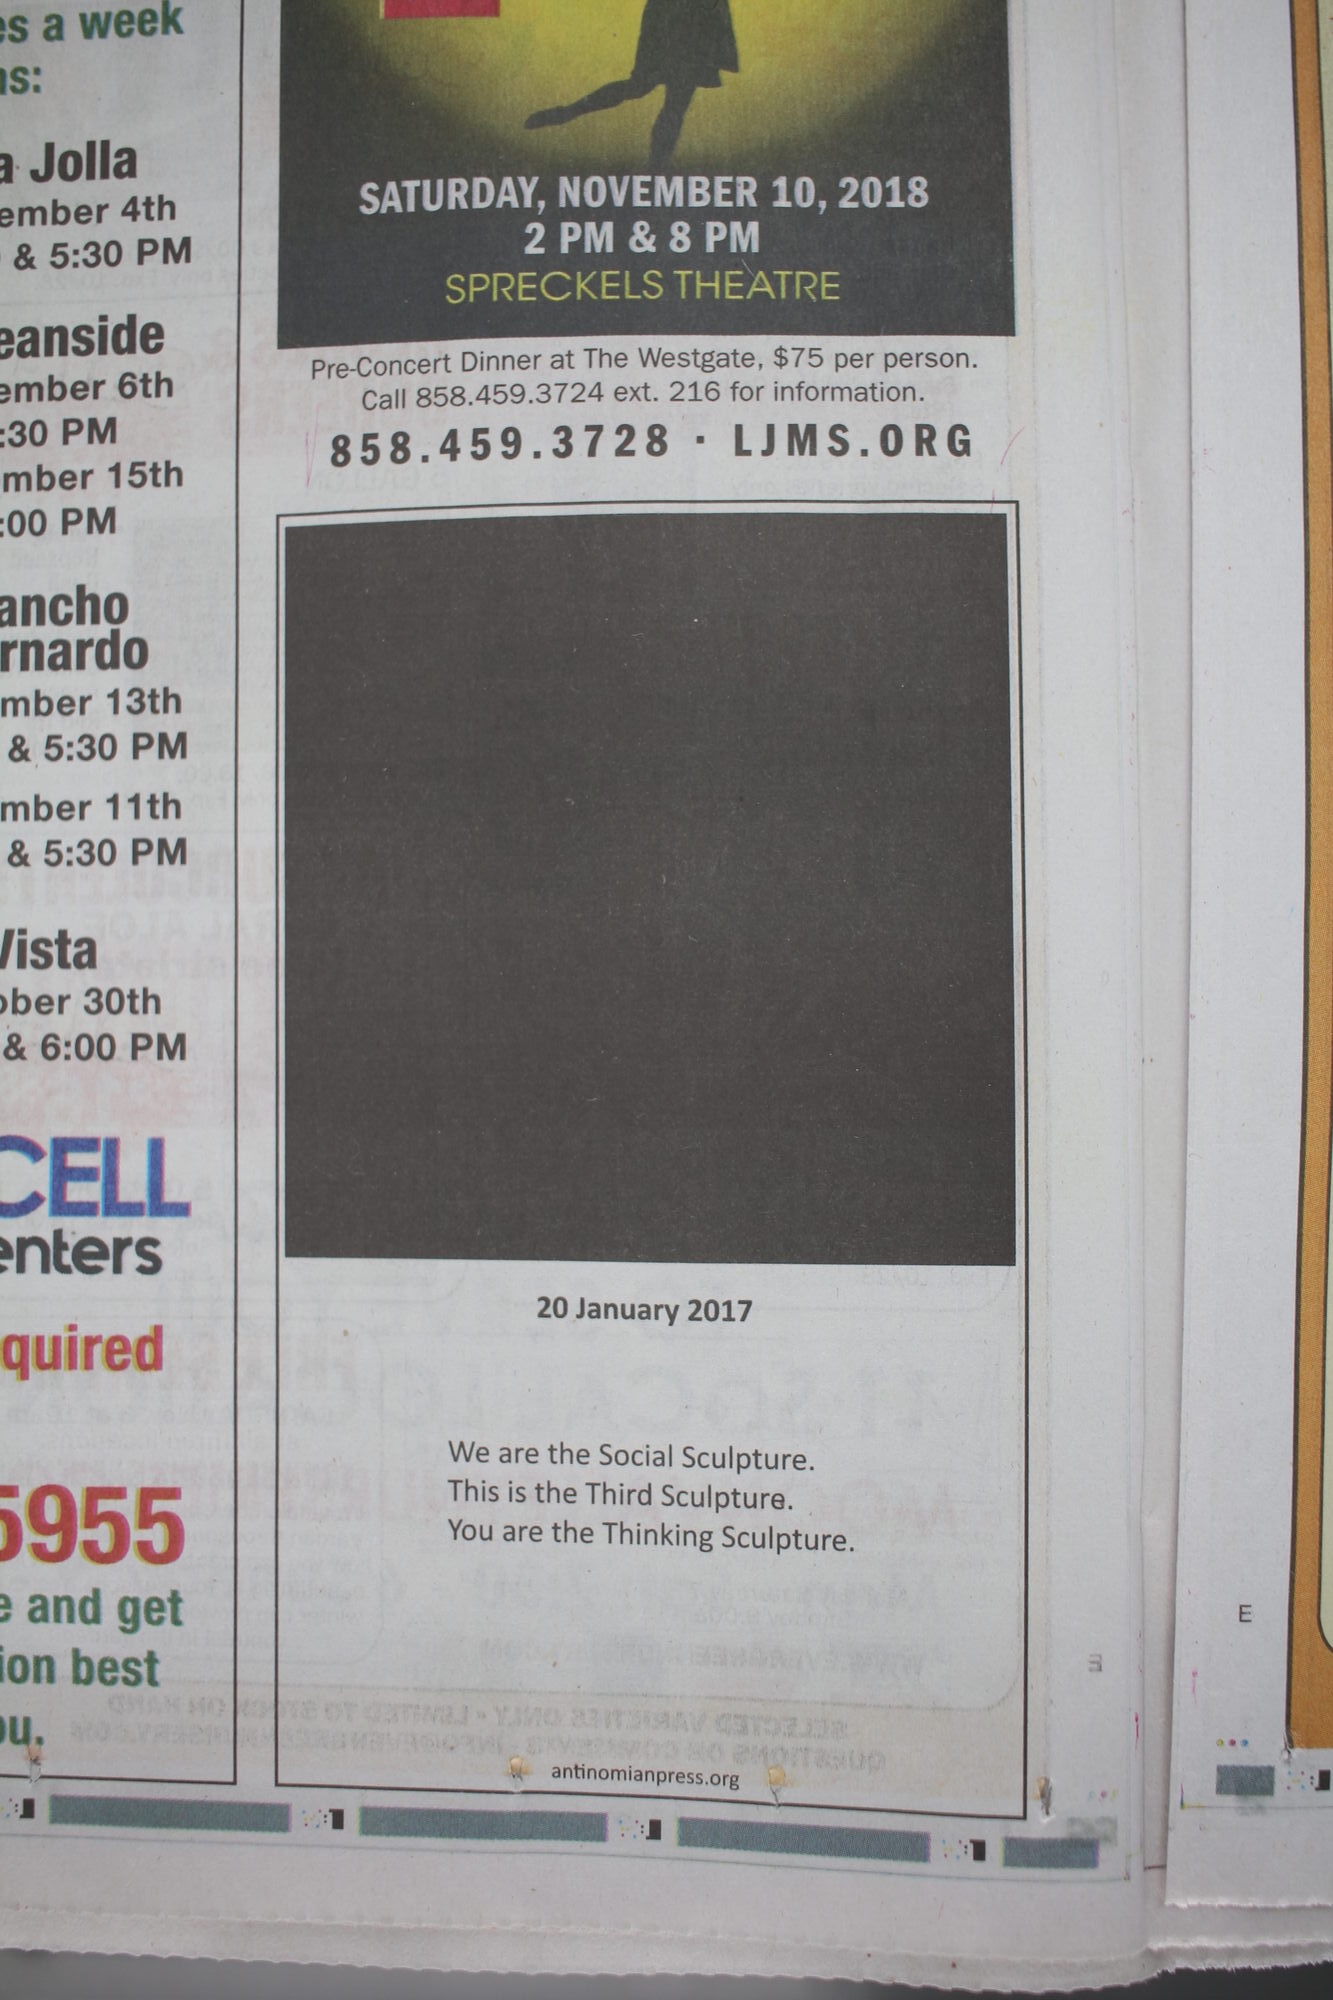 es a week
ns:
a Jolla
ember 4th
& 5:30 PM
eanside
ember 6th
:30 PM
mber 15th
:00 PM
ancho
rnardo
mber 13th
& 5:30 PM
mber 11th
& 5:30 PM
Vista
ober 30th
& 6:00 PM
CELL
enters
quired
5955
e and get
ion best
ou.
SATURDAY, NOVEMBER 10, 2018
2 PM & 8 PM
SPRECKELS THEATRE
Pre-Concert Dinner at The Westgate, $75 per person.
Call 858.459.3724 ext. 216 for information.
858.459.3728 · LJMS.ORG
20 January 2017
We are the Social Sculpture.
This is the Third Sculpture.
You are the Thinking Sculpture.
antinomianpress.org
E